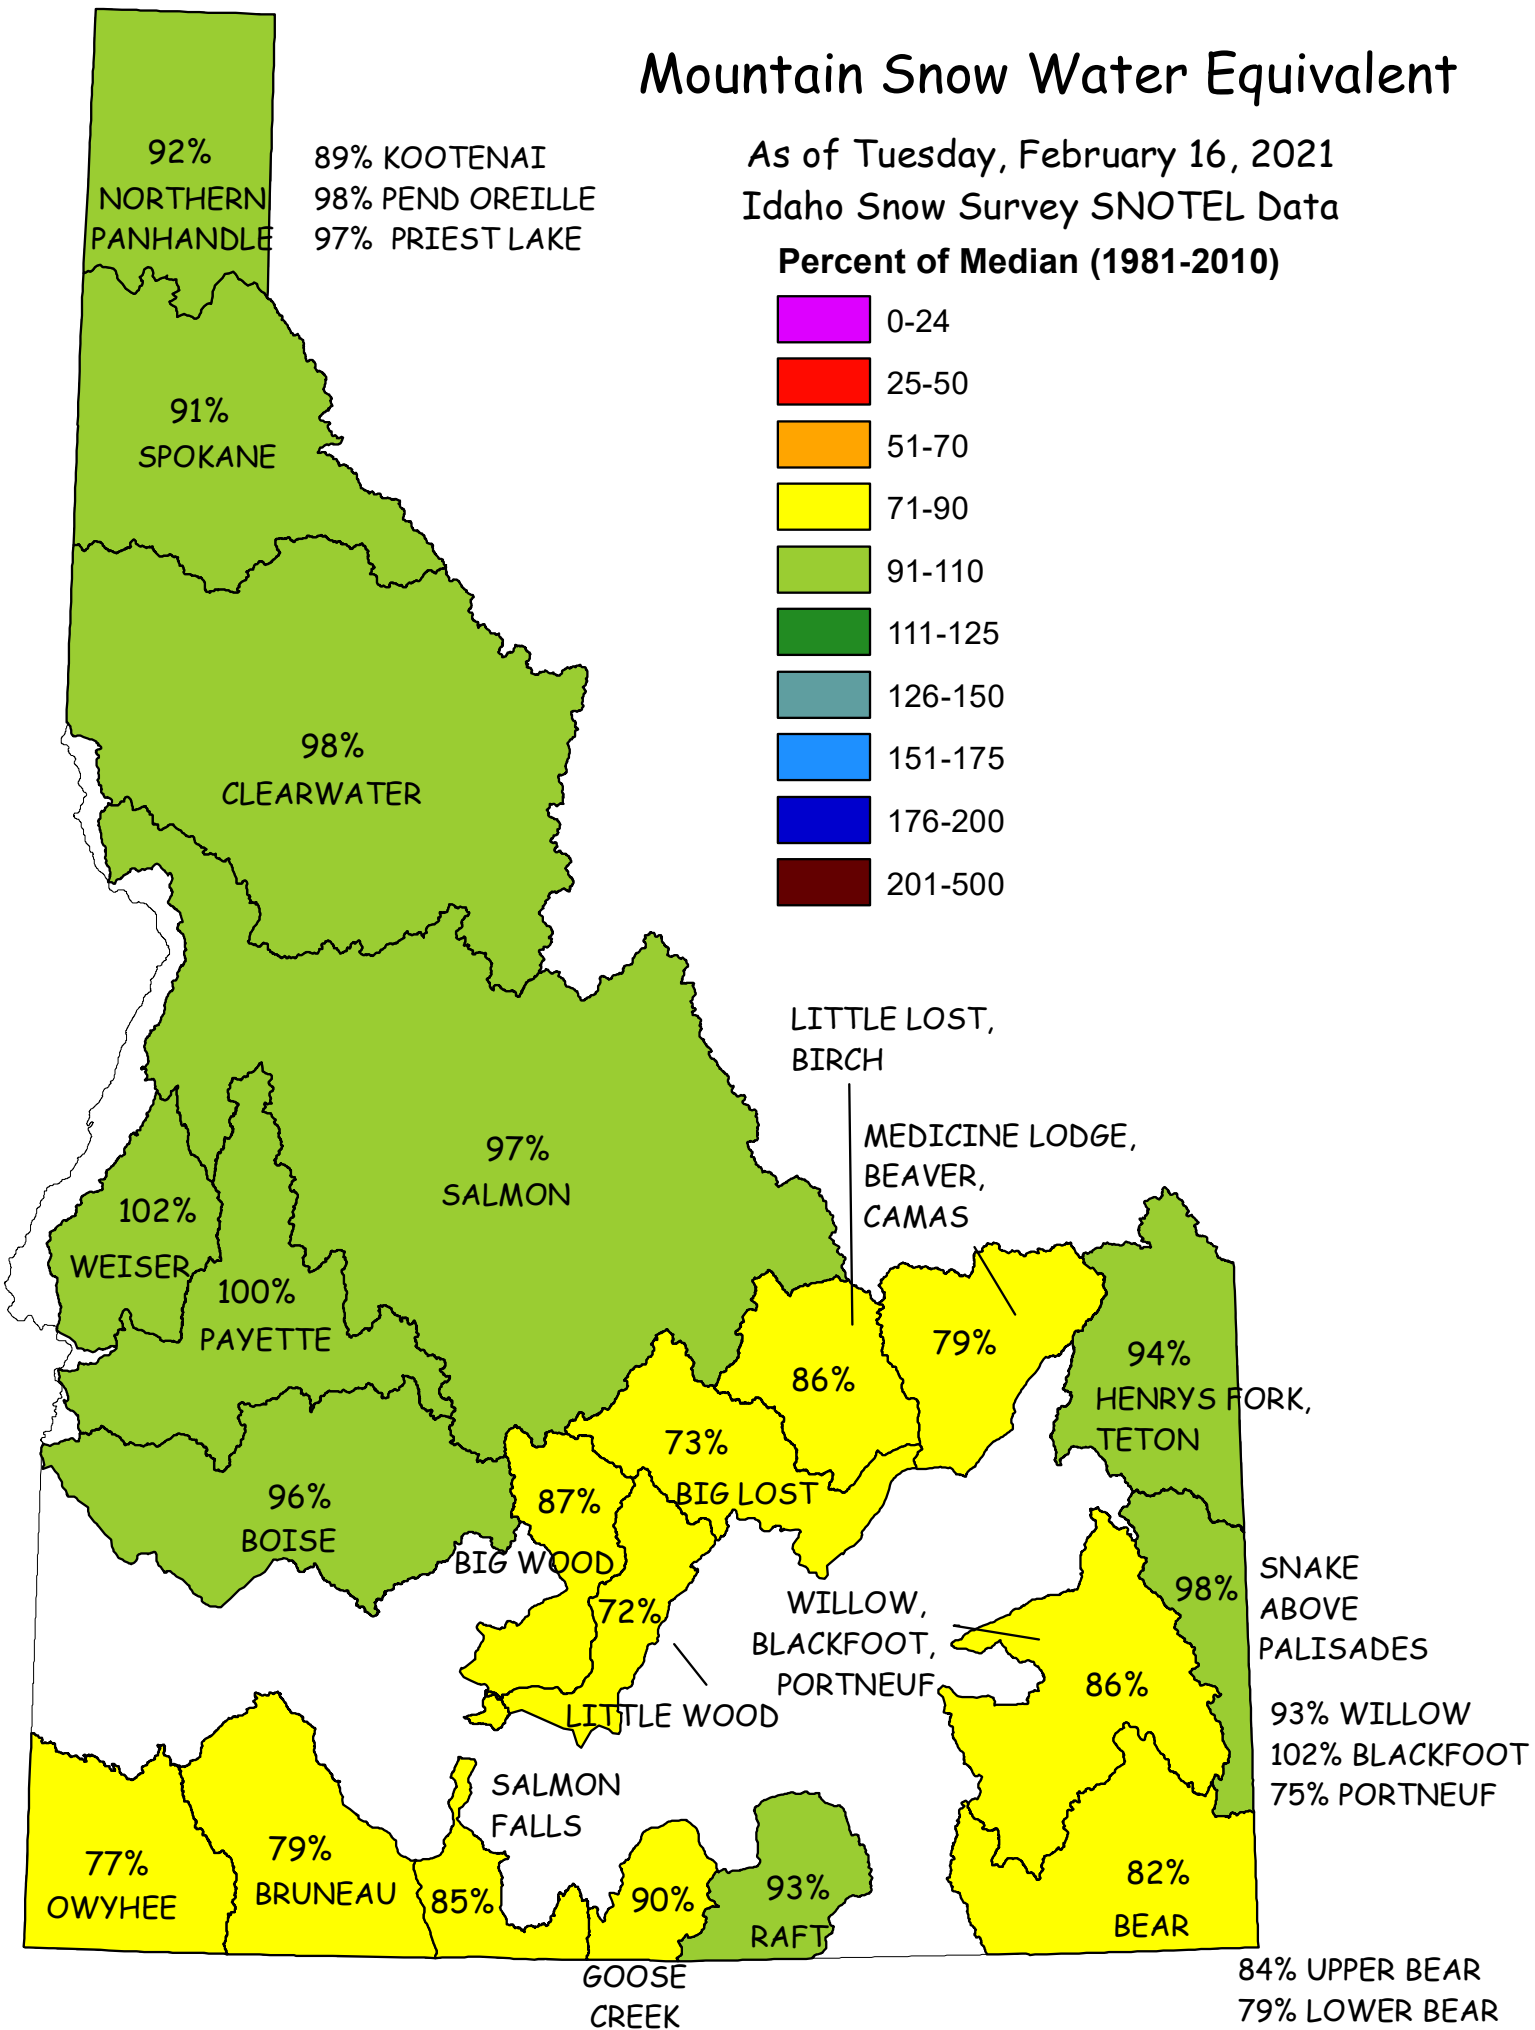 Mountain Snow Water Equivalent
As of Tuesday, February 16, 2021
Idaho Snow Survey SNOTEL Data
Percent of Median (1981-2010)
0-24
25-50
51-70
71-90
91-110
111-125
126-150
151-175
176-200
201-500
92%
NORTHERN
PANHANDLE
89% KOOTENAI
98% PEND OREILLE
97% PRIEST LAKE
91%
SPOKANE
98%
CLEARWATER
97%
SALMON
102%
WEISER
100%
PAYETTE
96%
BOISE
LITTLE LOST,
BIRCH
86%
MEDICINE LODGE,
BEAVER,
CAMAS
79%
94%
HENRYS FORK,
TETON
73%
BIG LOST
87%
BIG WOOD
72%
LITTLE WOOD
WILLOW,
BLACKFOOT,
PORTNEUF
86%
98%
SNAKE
ABOVE
PALISADES
93% WILLOW
102% BLACKFOOT
75% PORTNEUF
77%
OWYHEE
79%
BRUNEAU
SALMON
FALLS
85%
90%
GOOSE
CREEK
93%
RAFT
82%
BEAR
84% UPPER BEAR
79% LOWER BEAR